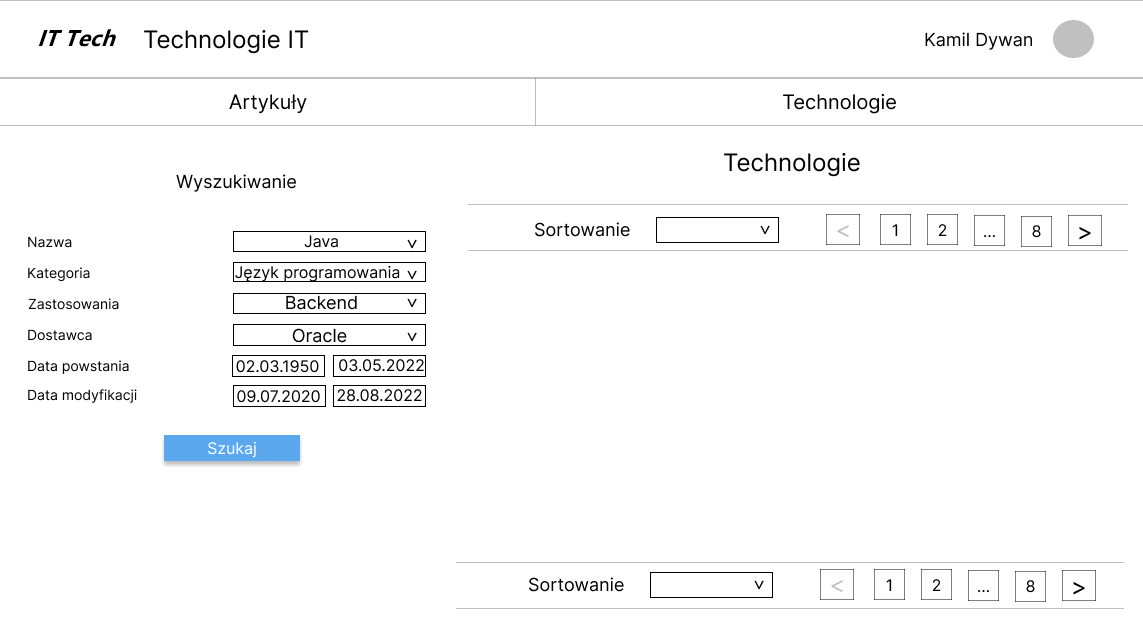 IT Tech Technologie IT Kamil Dywan
Artykuły Technologie
Wyszukiwanie
Nazwa Java v
Kategoria Język programowania v
Zastosowania Backend v
Dostawca Oracle v
Data powstania 02.03.1950 03.05.2022
Data modyfikacji 09.07.2020 28.08.2022
Szukaj
Technologie
Sortowanie v < 1 2 ... 8 >
Sortowanie v < 1 2 ... 8 >